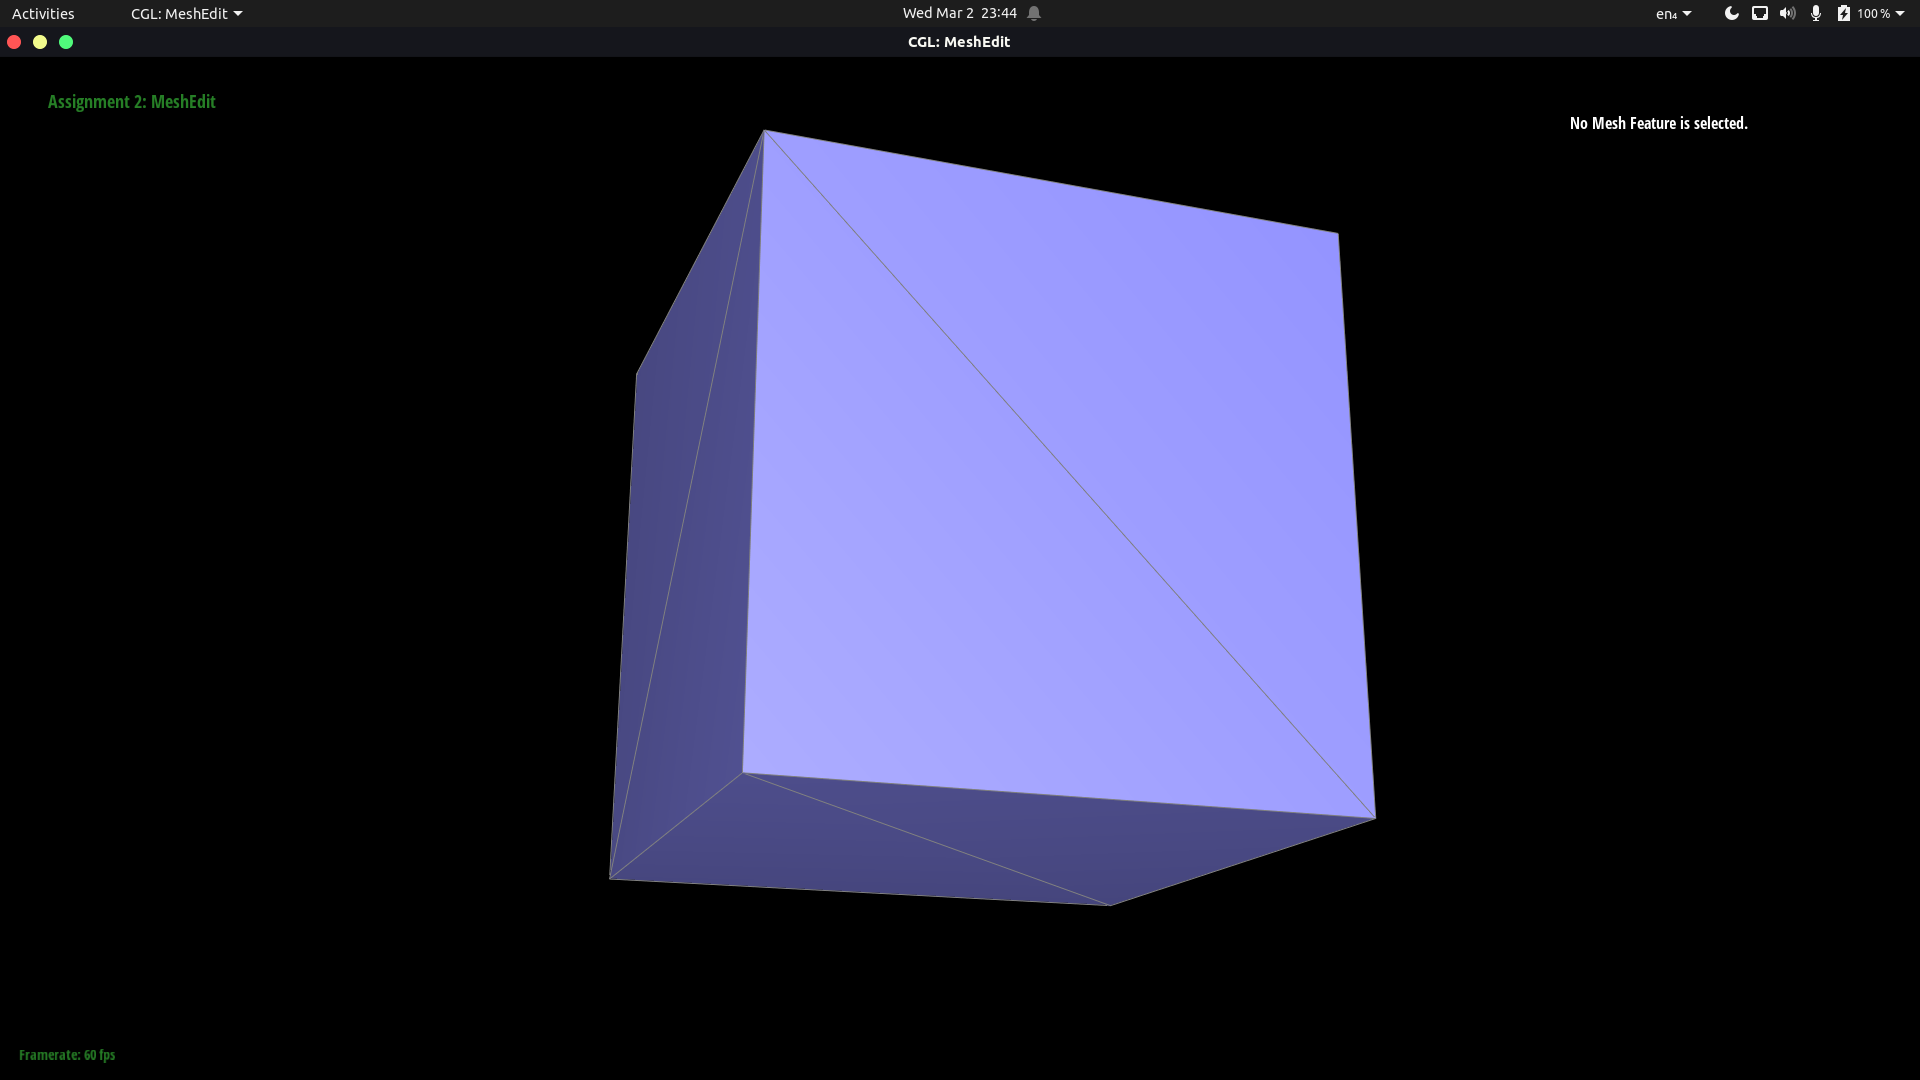 Activities CGL: MeshEdit Wed Mar 2 23:44 en₄ 100 %
CGL: MeshEdit
Assignment 2: MeshEdit
No Mesh Feature is selected.
Framerate: 60 fps